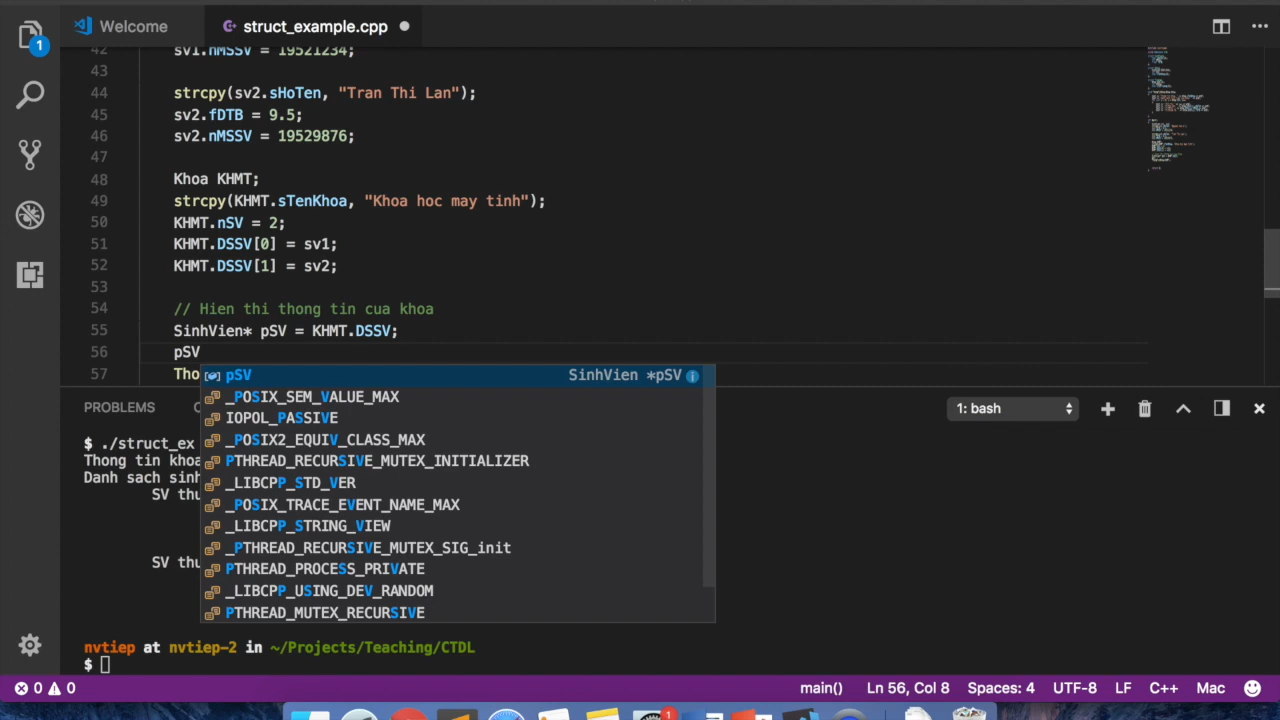 Welcome
struct_example.cpp
1
42 sv1.nMSSV = 19521234;
43
44 strcpy(sv2.sHoTen, "Tran Thi Lan");
45 sv2.fDTB = 9.5;
46 sv2.nMSSV = 19529876;
47
48 Khoa KHMT;
49 strcpy(KHMT.sTenKhoa, "Khoa hoc may tinh");
50 KHMT.nSV = 2;
51 KHMT.DSSV[0] = sv1;
52 KHMT.DSSV[1] = sv2;
53
54 // Hien thi thong tin cua khoa
55 SinhVien* pSV = KHMT.DSSV;
56 pSV
57 Tho
pSV SinhVien *pSV
_POSIX_SEM_VALUE_MAX
IOPOL_PASSIVE
_POSIX2_EQUIV_CLASS_MAX
PTHREAD_RECURSIVE_MUTEX_INITIALIZER
_LIBCPP_STD_VER
_POSIX_TRACE_EVENT_NAME_MAX
_LIBCPP_STRING_VIEW
_PTHREAD_RECURSIVE_MUTEX_SIG_init
PTHREAD_PROCESS_PRIVATE
_LIBCPP_USING_DEV_RANDOM
PTHREAD_MUTEX_RECURSIVE
PROBLEMS
1: bash
$ ./struct_ex
Thong tin khoa
Danh sach sinh
SV thu
SV thu
nvtiep at nvtiep-2 in ~/Projects/Teaching/CTDL
$
0 0 main() Ln 56, Col 8 Spaces: 4 UTF-8 LF C++ Mac
1